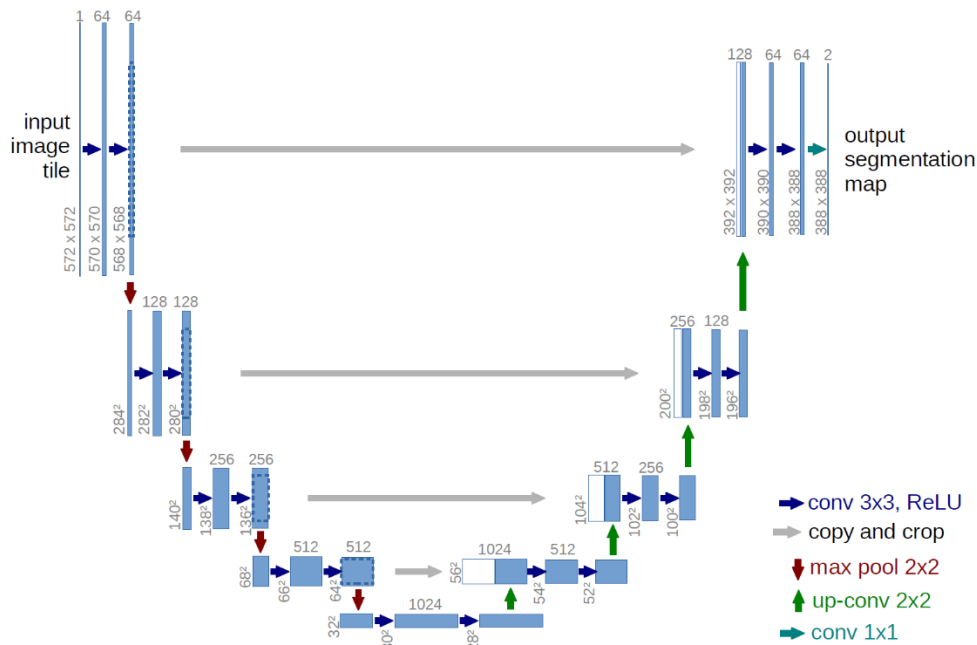 1 64 64
128 64 64 2
input
image
tile
output
segmentation
map
572 x 572
570 x 570
568 x 568
392 x 392
390 x 390
388 x 388
388 x 388
128 128
256 128
284²
282²
280²
200²
198²
196²
256 256
512 256
140²
138²
136²
104²
102²
100²
512 512
1024 512
68²
66²
64²
56²
54²
52²
1024
32²
28²
conv 3x3, ReLU
copy and crop
max pool 2x2
up-conv 2x2
conv 1x1